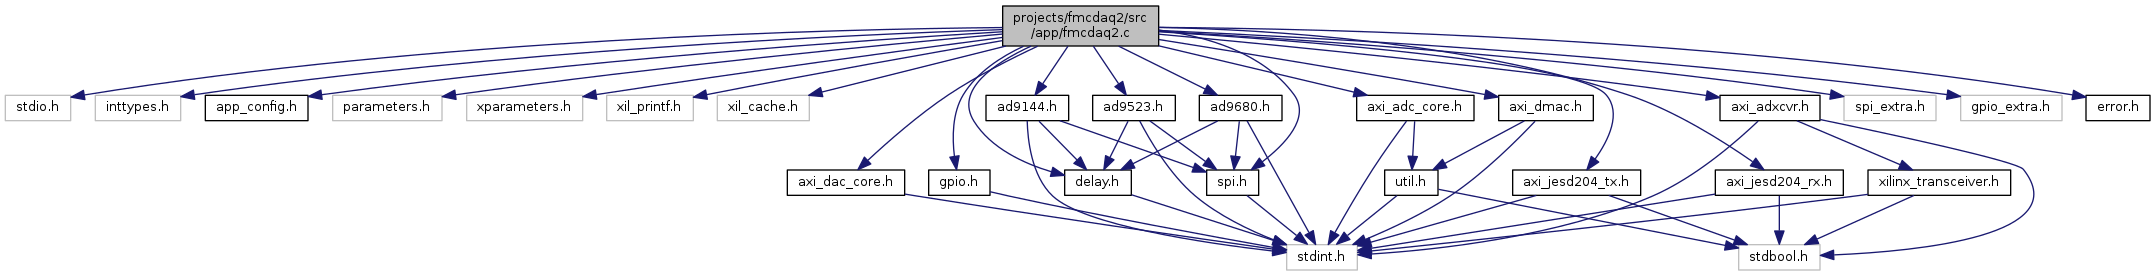 projects/fmcdaq2/src
/app/fmcdaq2.c
stdio.h
inttypes.h
app_config.h
parameters.h
xparameters.h
xil_printf.h
xil_cache.h
ad9144.h
ad9523.h
ad9680.h
axi_adc_core.h
axi_dmac.h
axi_adxcvr.h
spi_extra.h
gpio_extra.h
error.h
axi_dac_core.h
gpio.h
delay.h
spi.h
util.h
axi_jesd204_tx.h
axi_jesd204_rx.h
xilinx_transceiver.h
stdint.h
stdbool.h